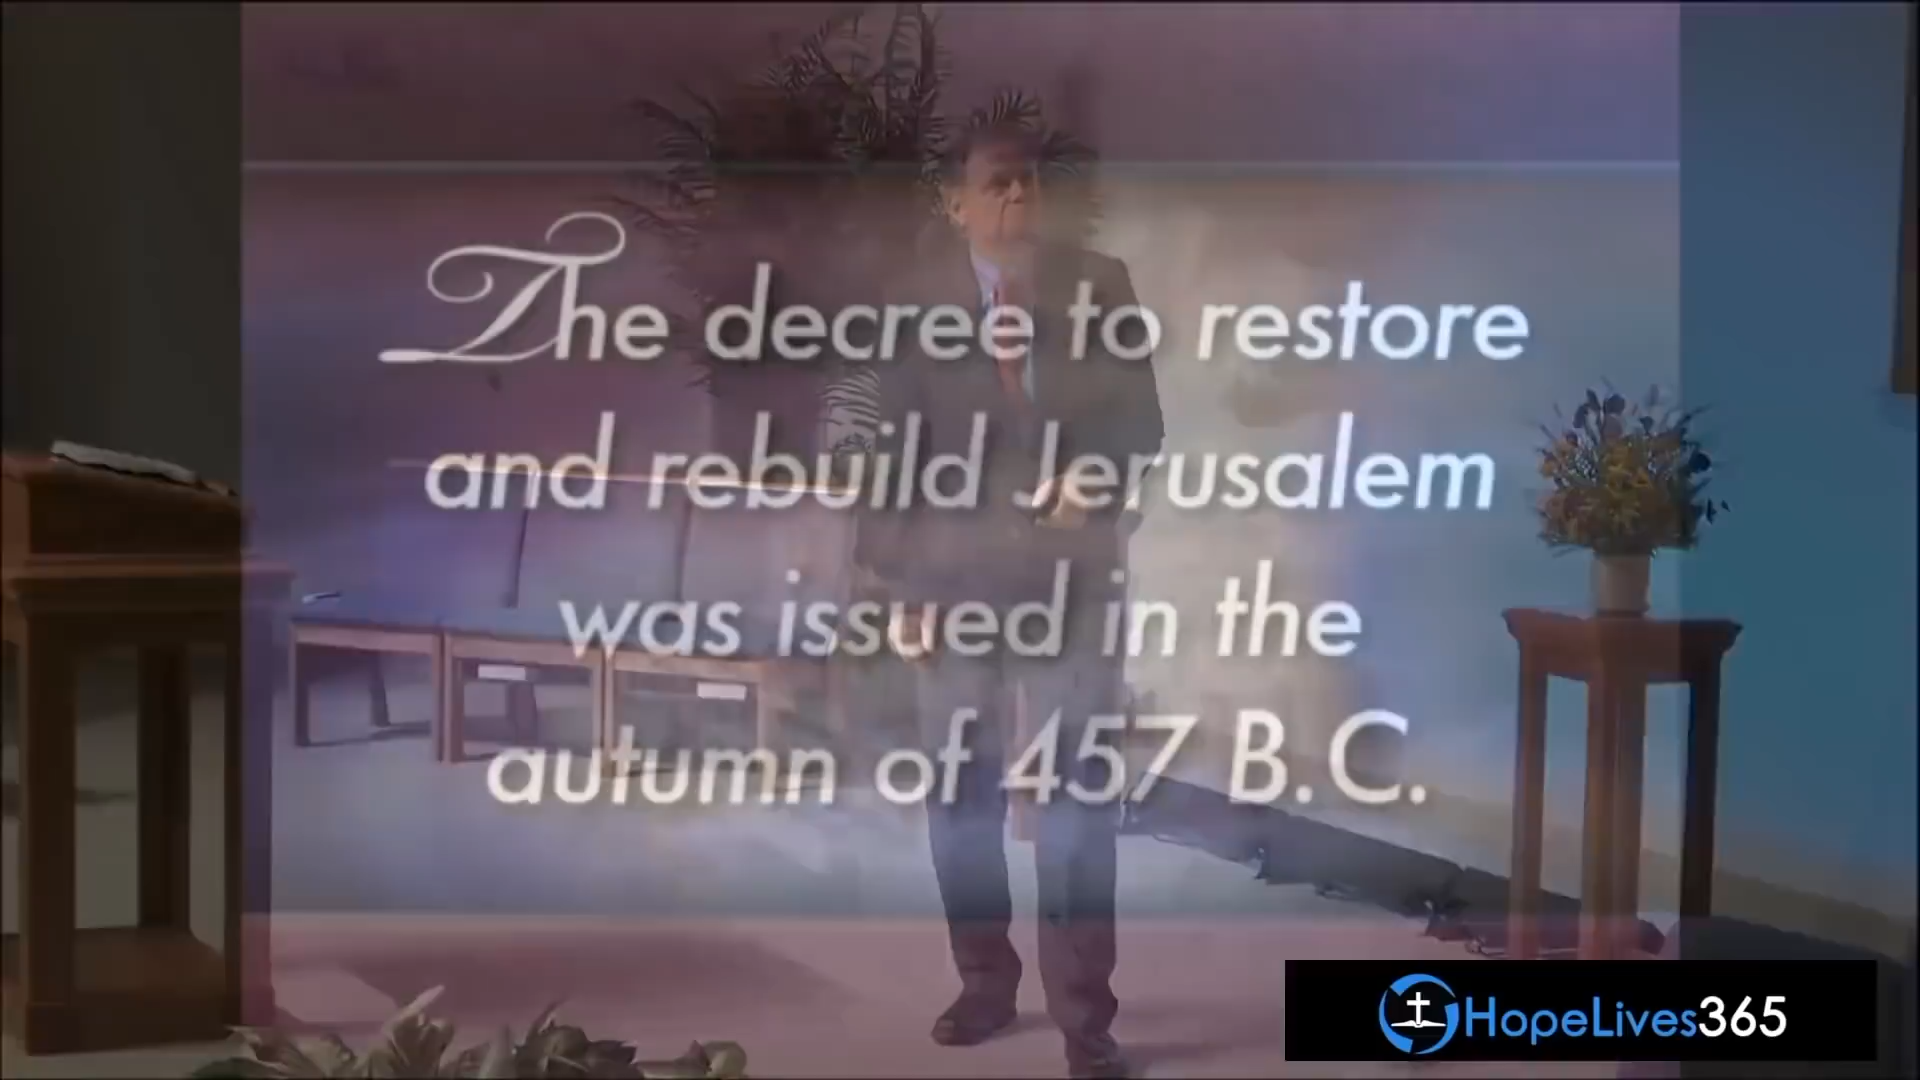 The decree to restore
and rebuild Jerusalem
was issued in the
autumn of 457 B.C.
HopeLives365